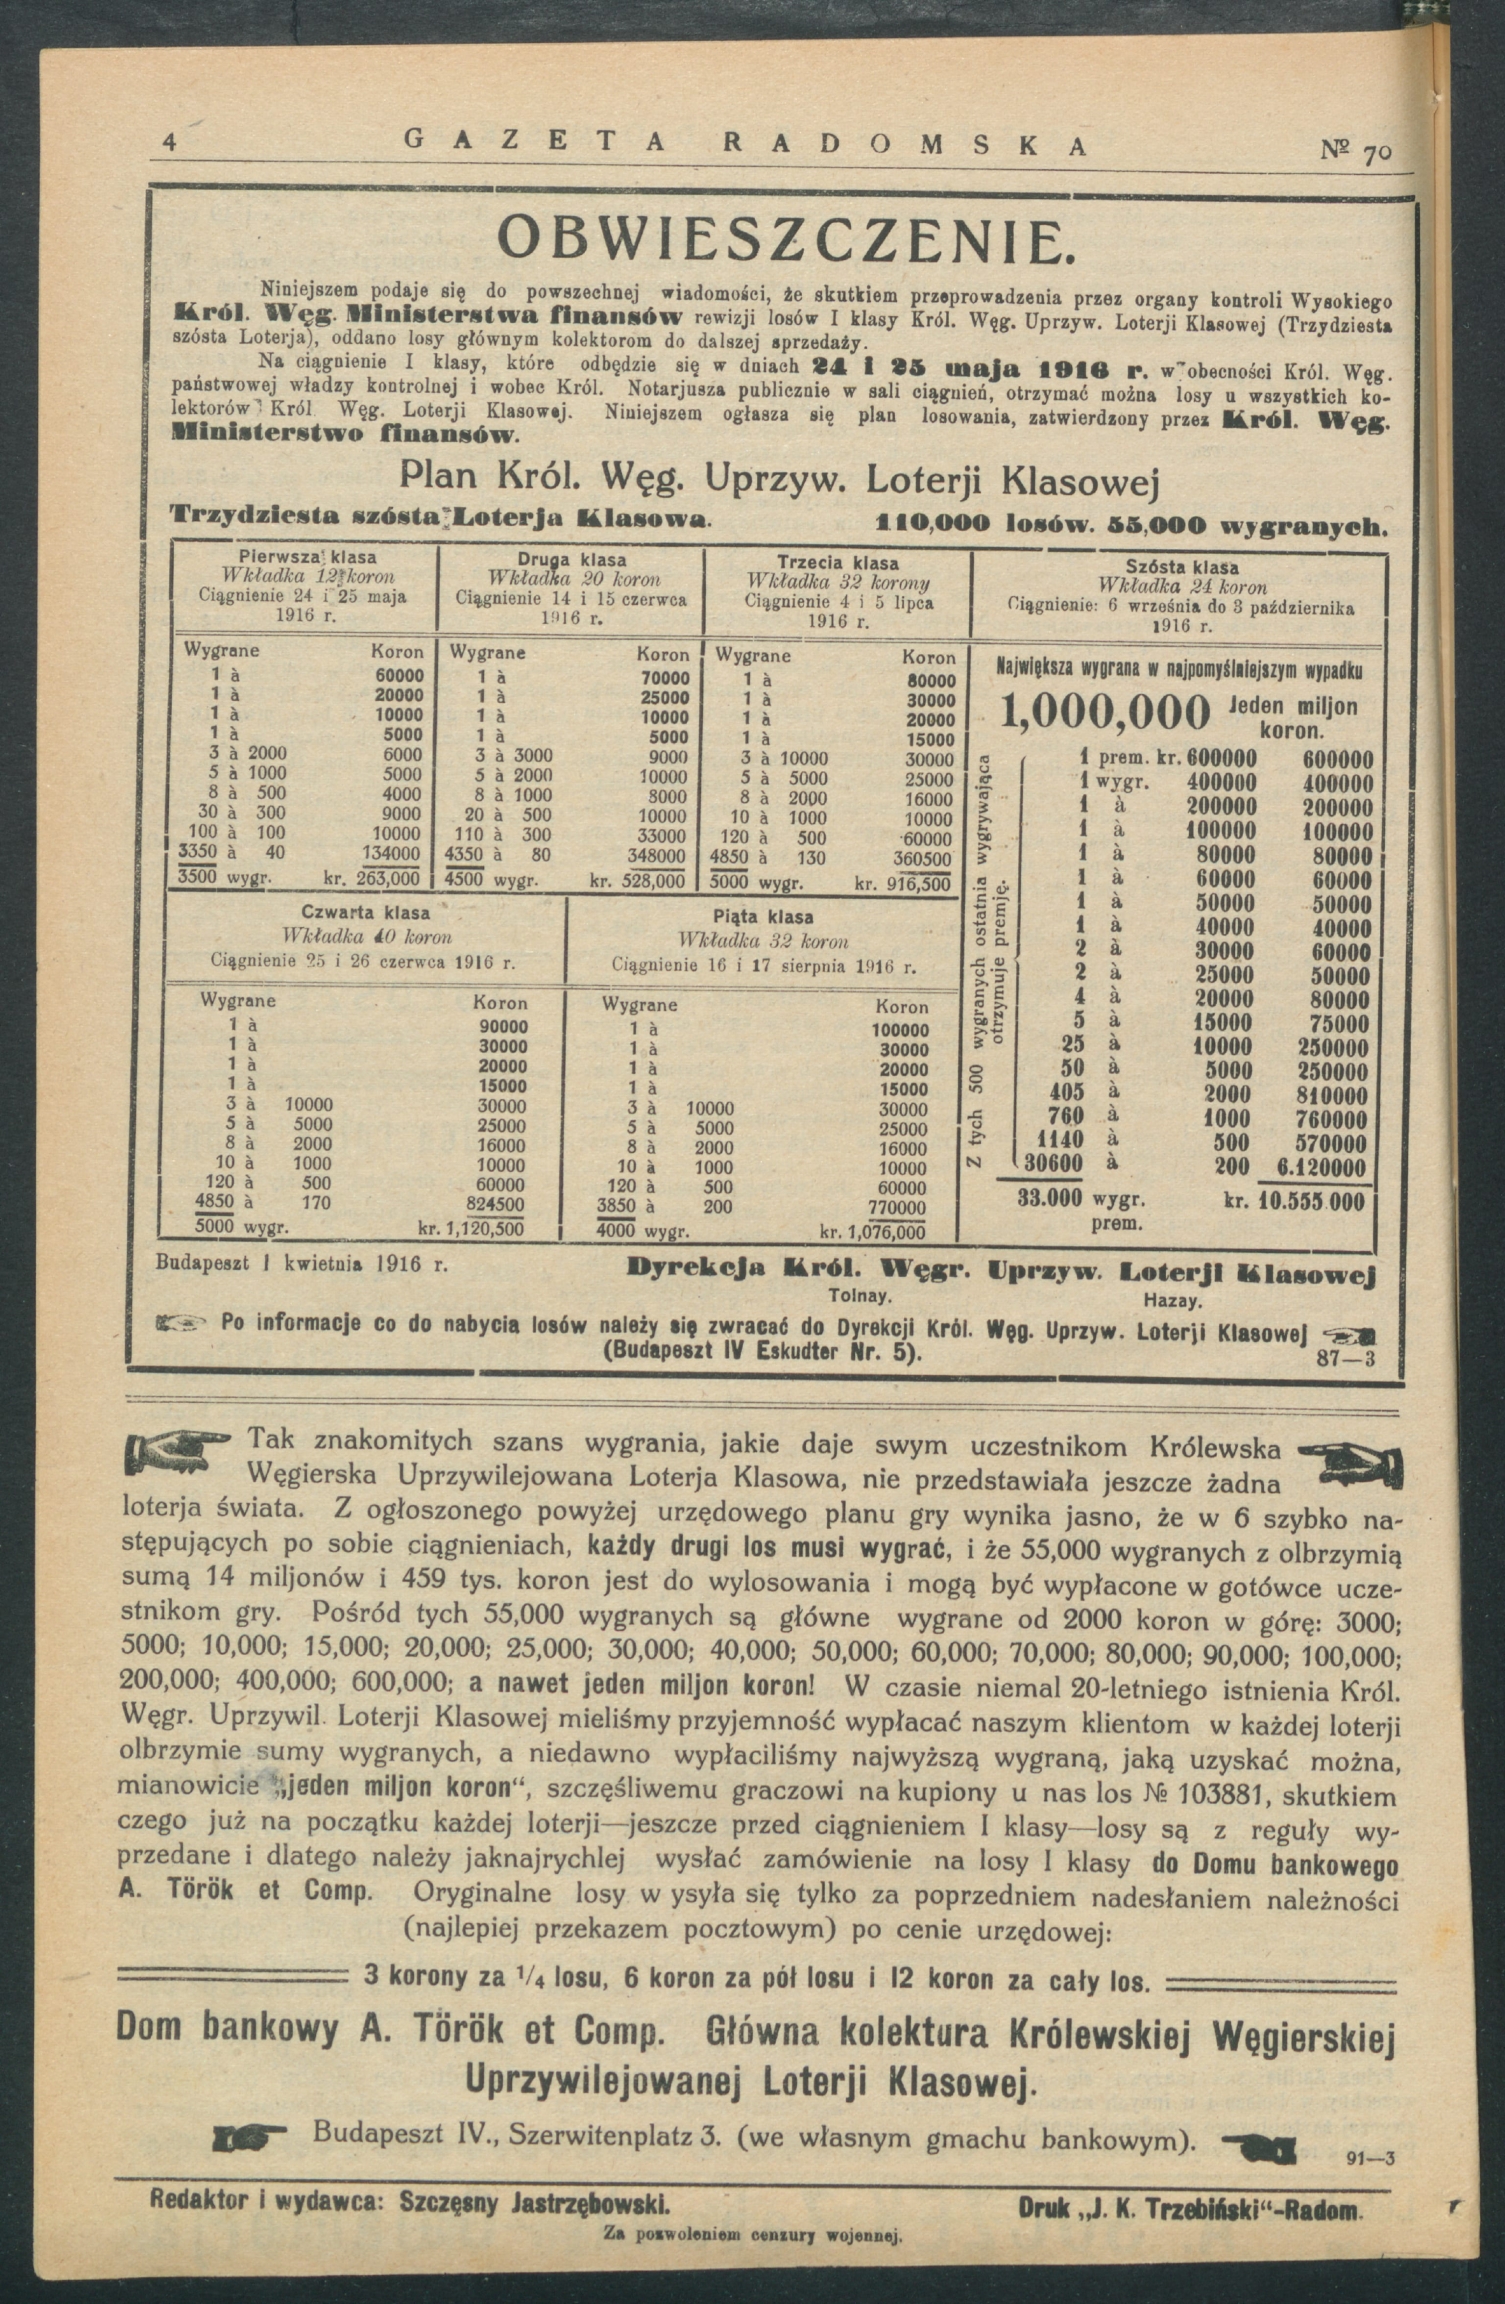 4 GAZETA RADOMSKA № 70
OBWIESZCZENIE.
Niniejszem podaje się do powszechnej wiadomości, że skutkiem przeprowadzenia przez organy kontroli Wysokiego
Król. Węg. Ministerstwa finansów rewizji losów I klasy Król. Węg. Uprzyw. Loterji Klasowej (Trzydziesta
szósta Loterja), oddano losy głównym kolektorom do dalszej sprzedaży.
Na ciągnienie I klasy, które odbędzie się w dniach 24 i 25 maja 1916 r. w obecności Król. Węg.
państwowej władzy kontrolnej i wobec Król. Notarjusza publicznie w sali ciągnień, otrzymać można losy u wszystkich ko-
lektorów Król Węg. Loterji Klasowej. Niniejszem ogłasza się plan losowania, zatwierdzony przez Król. Węg.
Ministerstwo finansów.
Plan Król. Węg. Uprzyw. Loterji Klasowej
Trzydziesta szósta Loterja Klasowa. 110,000 losów. 55,000 wygranych.
Pierwsza klasa
Wkładka 12 koron
Ciągnienie 24 i 25 maja
1916 r.
Wygrane Koron
1 à 60000
1 à 20000
1 à 10000
1 à 5000
3 à 2000 6000
5 à 1000 5000
8 à 500 4000
30 à 300 9000
100 à 100 10000
3350 à 40 134000
3500 wygr. kr. 263,000
Druga klasa
Wkładka 20 koron
Ciągnienie 14 i 15 czerwca
1916 r.
Wygrane Koron
1 à 70000
1 à 25000
1 à 10000
1 à 5000
3 à 3000 9000
5 à 2000 10000
8 à 1000 8000
20 à 500 10000
110 à 300 33000
4350 à 80 348000
4500 wygr. kr. 528,000
Trzecia klasa
Wkładka 32 korony
Ciągnienie 4 i 5 lipca
1916 r.
Wygrane Koron
1 à 80000
1 à 30000
1 à 20000
1 à 15000
3 à 10000 30000
5 à 5000 25000
8 à 2000 16000
10 à 1000 10000
120 à 500 60000
4850 à 130 360500
5000 wygr. kr. 916,500
Czwarta klasa
Wkładka 40 koron
Ciągnienie 25 i 26 czerwca 1916 r.
Wygrane Koron
1 à 90000
1 à 30000
1 à 20000
1 à 15000
3 à 10000 30000
5 à 5000 25000
8 à 2000 16000
10 à 1000 10000
120 à 500 60000
4850 à 170 824500
5000 wygr. kr. 1,120,500
Piąta klasa
Wkładka 32 koron
Ciągnienie 16 i 17 sierpnia 1916 r.
Wygrane Koron
1 à 100000
1 à 30000
1 à 20000
1 à 15000
3 à 10000 30000
5 à 5000 25000
8 à 2000 16000
10 à 1000 10000
120 à 500 60000
3850 à 200 770000
4000 wygr. kr. 1,076,000
Szósta klasa
Wkładka 24 koron
Ciągnienie: 6 września do 3 października
1916 r.
Największa wygrana w najpomyślniejszym wypadku
1,000,000 Jeden miljon
koron.
Z tych 500 wygranych ostatnia wygrywająca
otrzymuje premję.
1 prem. kr. 600000 600000
1 wygr. 400000 400000
1 à 200000 200000
1 à 100000 100000
1 à 80000 80000
1 à 60000 60000
1 à 50000 50000
1 à 40000 40000
2 à 30000 60000
2 à 25000 50000
4 à 20000 80000
5 à 15000 75000
25 à 10000 250000
50 à 5000 250000
405 à 2000 810000
760 à 1000 760000
1140 à 500 570000
30600 à 200 6.120000
33.000 wygr. kr. 10.555.000
prem.
Budapeszt 1 kwietnia 1916 r. Dyrekcja Król. Węgr. Uprzyw. Loterji Klasowej
Tolnay. Hazay.
Po informacje co do nabycia losów należy się zwracać do Dyrekcji Król. Węg. Uprzyw. Loterji Klasowej
(Budapeszt IV Eskudter Nr. 5). 87—3
Tak znakomitych szans wygrania, jakie daje swym uczestnikom Królewska
Węgierska Uprzywilejowana Loterja Klasowa, nie przedstawiała jeszcze żadna
loterja świata. Z ogłoszonego powyżej urzędowego planu gry wynika jasno, że w 6 szybko na-
stępujących po sobie ciągnieniach, każdy drugi los musi wygrać, i że 55,000 wygranych z olbrzymią
sumą 14 miljonów i 459 tys. koron jest do wylosowania i mogą być wypłacone w gotówce ucze-
stnikom gry. Pośród tych 55,000 wygranych są główne wygrane od 2000 koron w górę: 3000;
5000; 10,000; 15,000; 20,000; 25,000; 30,000; 40,000; 50,000; 60,000; 70,000; 80,000; 90,000; 100,000;
200,000; 400,000; 600,000; a nawet jeden miljon koron! W czasie niemal 20-letniego istnienia Król.
Węgr. Uprzywil. Loterji Klasowej mieliśmy przyjemność wypłacać naszym klientom w każdej loterji
olbrzymie sumy wygranych, a niedawno wypłaciliśmy najwyższą wygraną, jaką uzyskać można,
mianowicie „jeden miljon koron“, szczęśliwemu graczowi na kupiony u nas los № 103881, skutkiem
czego już na początku każdej loterji—jeszcze przed ciągnieniem I klasy—losy są z reguły wy-
przedane i dlatego należy jaknajrychlej wysłać zamówienie na losy I klasy do Domu bankowego
A. Török et Comp. Oryginalne losy w ysyła się tylko za poprzedniem nadesłaniem należności
(najlepiej przekazem pocztowym) po cenie urzędowej:
3 korony za 1/4 losu, 6 koron za pół losu i 12 koron za cały los.
Dom bankowy A. Török et Comp. Główna kolektura Królewskiej Węgierskiej
Uprzywilejowanej Loterji Klasowej.
Budapeszt IV., Szerwitenplatz 3. (we własnym gmachu bankowym). 91—3
Redaktor i wydawca: Szczęsny Jastrzębowski. Druk „J. K. Trzebiński“-Radom.
Za pozwoleniem cenzury wojennej.